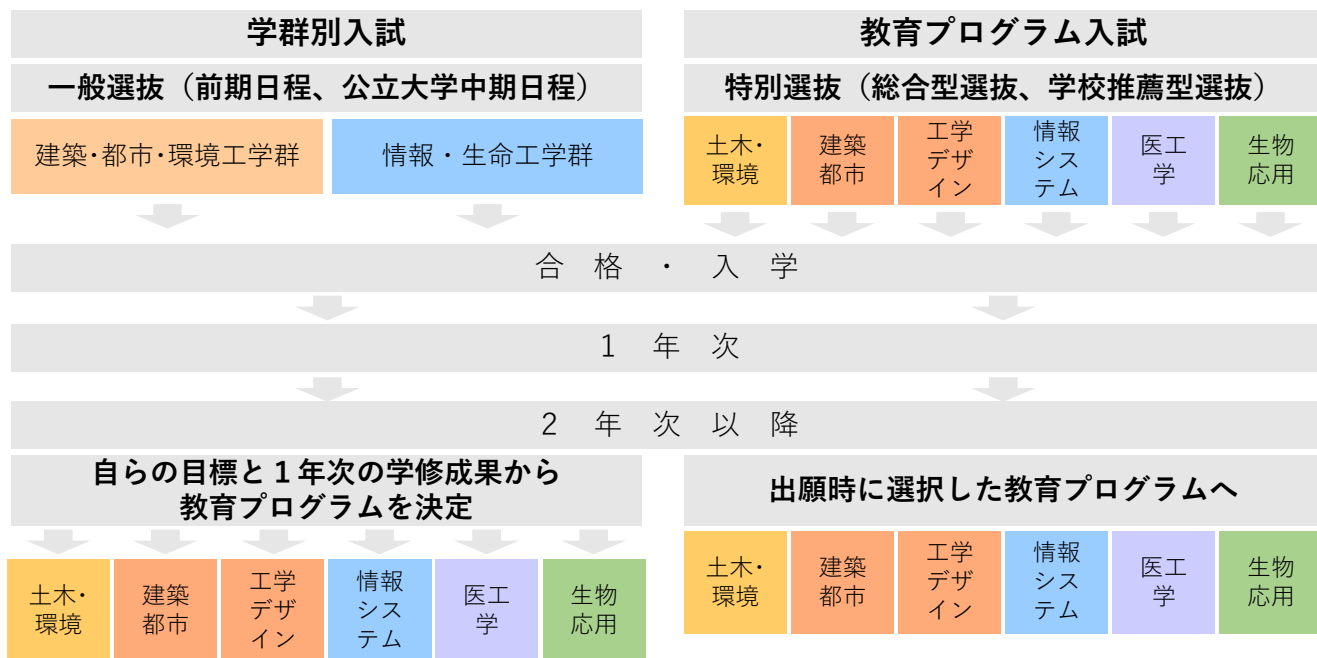 学群別入試
一般選抜（前期日程、公立大学中期日程）
建築･都市･環境工学群
情報・生命工学群
教育プログラム入試
特別選抜（総合型選抜、学校推薦型選抜）
土木･
環境
建築
都市
工学
デザ
イン
情報
シス
テム
医工
学
生物
応用
合　格　・　入　学
1　年　次
2　年　次　以　降
自らの目標と１年次の学修成果から
教育プログラムを決定
土木･
環境
建築
都市
工学
デザ
イン
情報
シス
テム
医工
学
生物
応用
出願時に選択した教育プログラムへ
土木･
環境
建築
都市
工学
デザ
イン
情報
シス
テム
医工
学
生物
応用